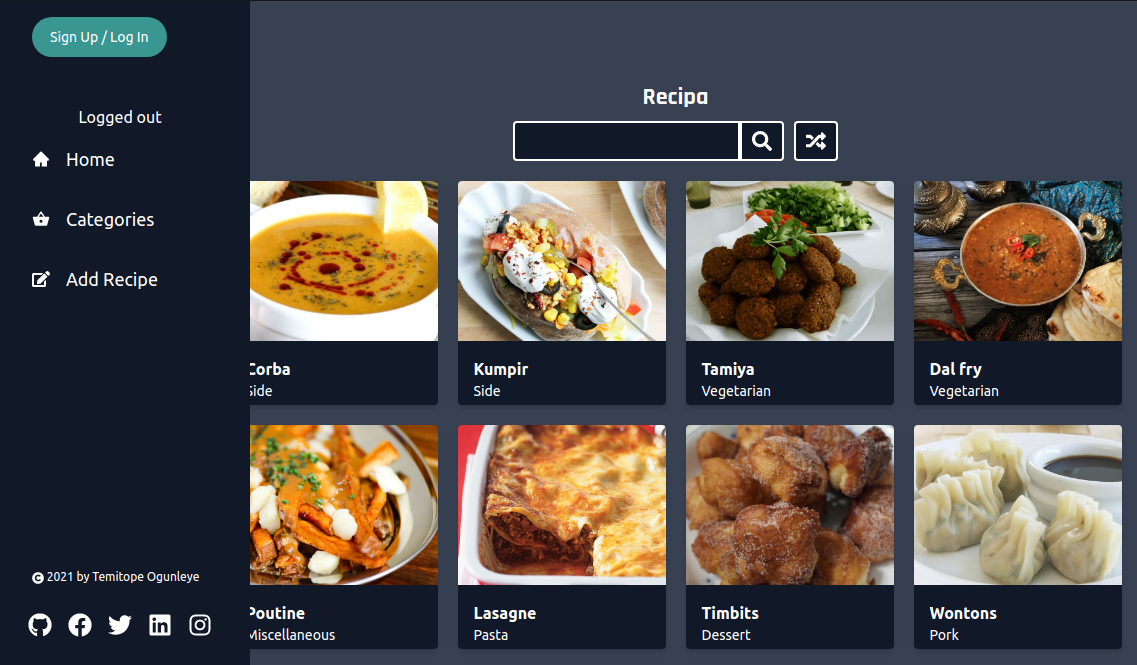 Sign Up / Log In
Logged out
Home
Categories
Add Recipe
© 2021 by Temitope Ogunleye
Recipa
Corba
Side
Kumpir
Side
Tamiya
Vegetarian
Dal fry
Vegetarian
Poutine
Miscellaneous
Lasagne
Pasta
Timbits
Dessert
Wontons
Pork